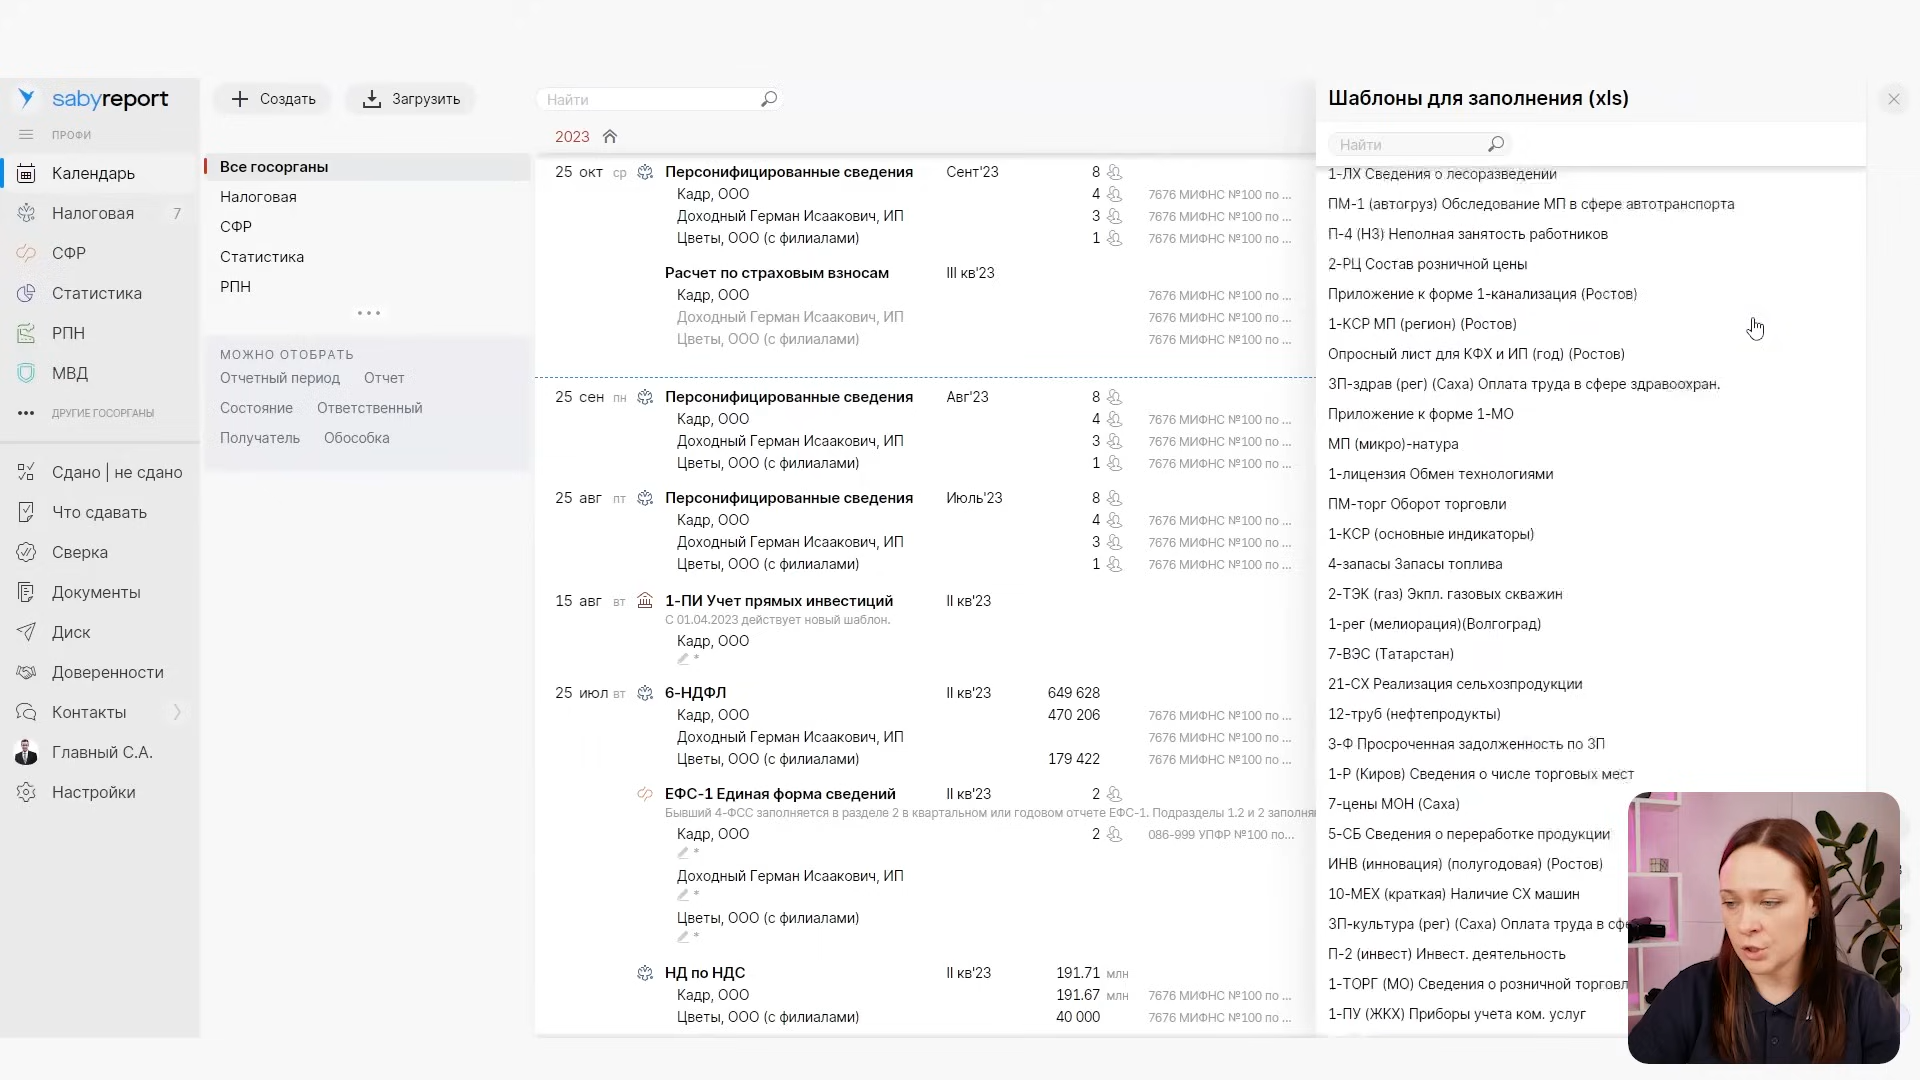 sabyreport
ПРОФИ
Календарь
Налоговая 7
СФР
Статистика
РПН
МВД
ДРУГИЕ ГОСОРГАНЫ
Сдано | не сдано
Что сдавать
Сверка
Документы
Диск
Доверенности
Контакты
Главный С.А.
Настройки
Создать
Загрузить
Все госорганы
Налоговая
СФР
Статистика
РПН
МОЖНО ОТОБРАТЬ
Отчетный период Отчет
Состояние Ответственный
Получатель Обособка
Найти
2023
25 окт ср Персонифицированные сведения Сент'23 8
Кадр, ООО 4 7676 МИФНС №100 по ...
Доходный Герман Исаакович, ИП 3 7676 МИФНС №100 по ...
Цветы, ООО (с филиалами) 1 7676 МИФНС №100 по ...
Расчет по страховым взносам III кв'23
Кадр, ООО 7676 МИФНС №100 по ...
Доходный Герман Исаакович, ИП 7676 МИФНС №100 по ...
Цветы, ООО (с филиалами) 7676 МИФНС №100 по ...
25 сен пн Персонифицированные сведения Авг'23 8
Кадр, ООО 4 7676 МИФНС №100 по ...
Доходный Герман Исаакович, ИП 3 7676 МИФНС №100 по ...
Цветы, ООО (с филиалами) 1 7676 МИФНС №100 по ...
25 авг пт Персонифицированные сведения Июль'23 8
Кадр, ООО 4 7676 МИФНС №100 по ...
Доходный Герман Исаакович, ИП 3 7676 МИФНС №100 по ...
Цветы, ООО (с филиалами) 1 7676 МИФНС №100 по ...
15 авг вт 1-ПИ Учет прямых инвестиций II кв'23
С 01.04.2023 действует новый шаблон.
Кадр, ООО
*
25 июл вт 6-НДФЛ II кв'23 649 628
Кадр, ООО 470 206 7676 МИФНС №100 по ...
Доходный Герман Исаакович, ИП 7676 МИФНС №100 по ...
Цветы, ООО (с филиалами) 179 422 7676 МИФНС №100 по ...
ЕФС-1 Единая форма сведений II кв'23 2
Бывший 4-ФСС заполняется в разделе 2 в квартальном или годовом отчете ЕФС-1. Подразделы 1.2 и 2 заполня
Кадр, ООО 2 086-999 УПФР №100 по...
*
Доходный Герман Исаакович, ИП
*
Цветы, ООО (с филиалами)
*
НД по НДС II кв'23 191.71 млн
Кадр, ООО 191.67 млн 7676 МИФНС №100 по ...
Цветы, ООО (с филиалами) 40 000 7676 МИФНС №100 по ...
Шаблоны для заполнения (xls)
Найти
1-ЛХ Сведения о лесоразведении
ПМ-1 (автогруз) Обследование МП в сфере автотранспорта
П-4 (НЗ) Неполная занятость работников
2-РЦ Состав розничной цены
Приложение к форме 1-канализация (Ростов)
1-КСР МП (регион) (Ростов)
Опросный лист для КФХ и ИП (год) (Ростов)
ЗП-здрав (рег) (Саха) Оплата труда в сфере здравоохран.
Приложение к форме 1-МО
МП (микро)-натура
1-лицензия Обмен технологиями
ПМ-торг Оборот торговли
1-КСР (основные индикаторы)
4-запасы Запасы топлива
2-ТЭК (газ) Экпл. газовых скважин
1-рег (мелиорация)(Волгоград)
7-ВЭС (Татарстан)
21-СХ Реализация сельхозпродукции
12-труб (нефтепродукты)
3-Ф Просроченная задолженность по ЗП
1-Р (Киров) Сведения о числе торговых мест
7-цены МОН (Саха)
5-СБ Сведения о переработке продукции
ИНВ (инновация) (полугодовая) (Ростов)
10-МЕХ (краткая) Наличие СХ машин
ЗП-культура (рег) (Саха) Оплата труда в сфе
П-2 (инвест) Инвест. деятельность
1-ТОРГ (МО) Сведения о розничной торговл
1-ПУ (ЖКХ) Приборы учета ком. услуг